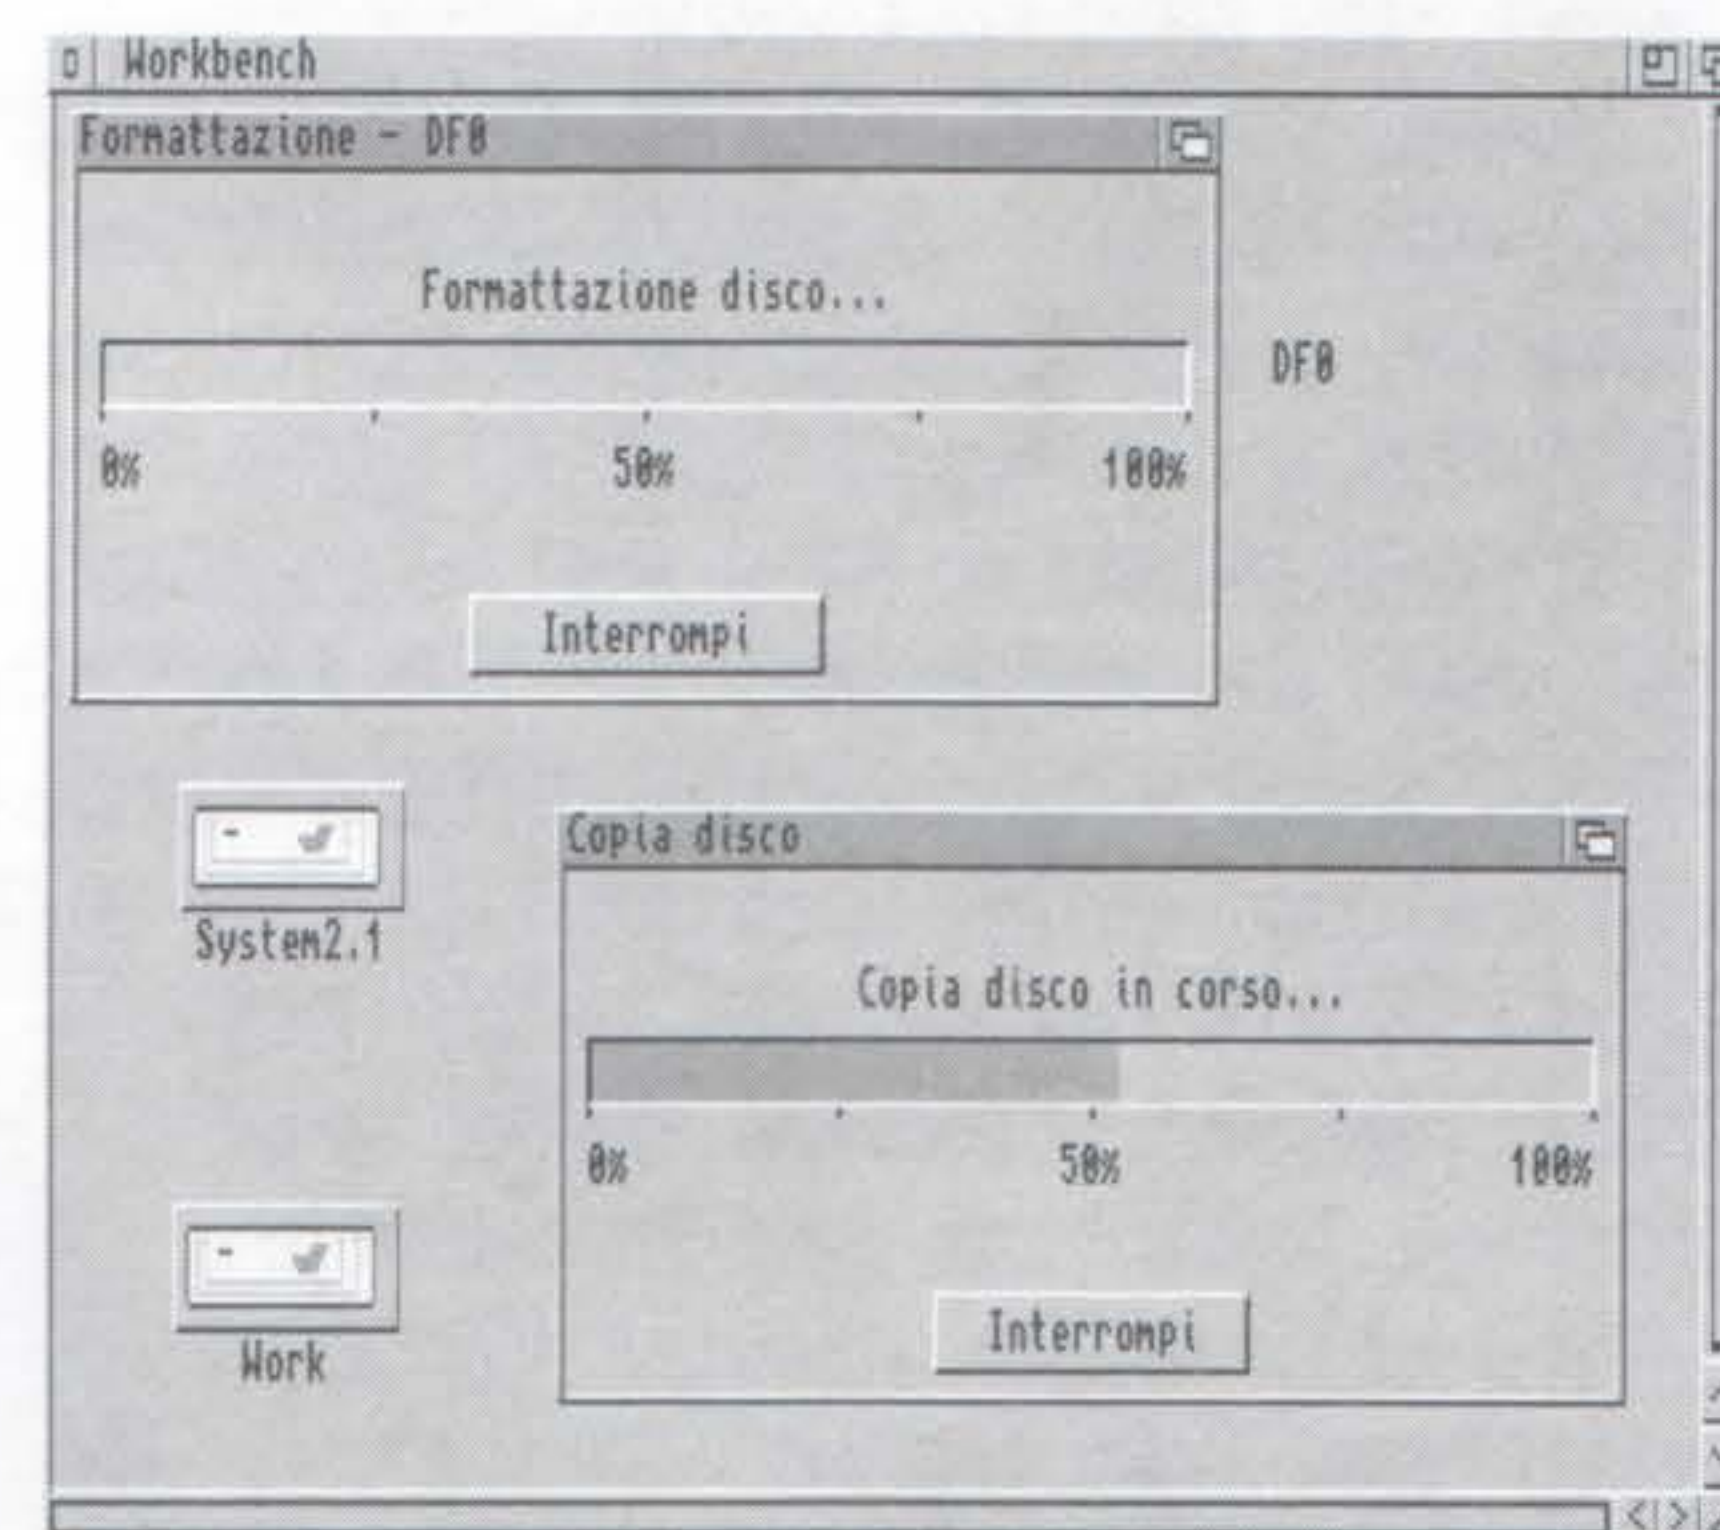 Workbench
Formattazione - DF0
Formattazione disco...
DF0
0% 50% 100%
Interrompi
System2.1
Copia disco
Copia disco in corso...
0% 50% 100%
Interrompi
Work